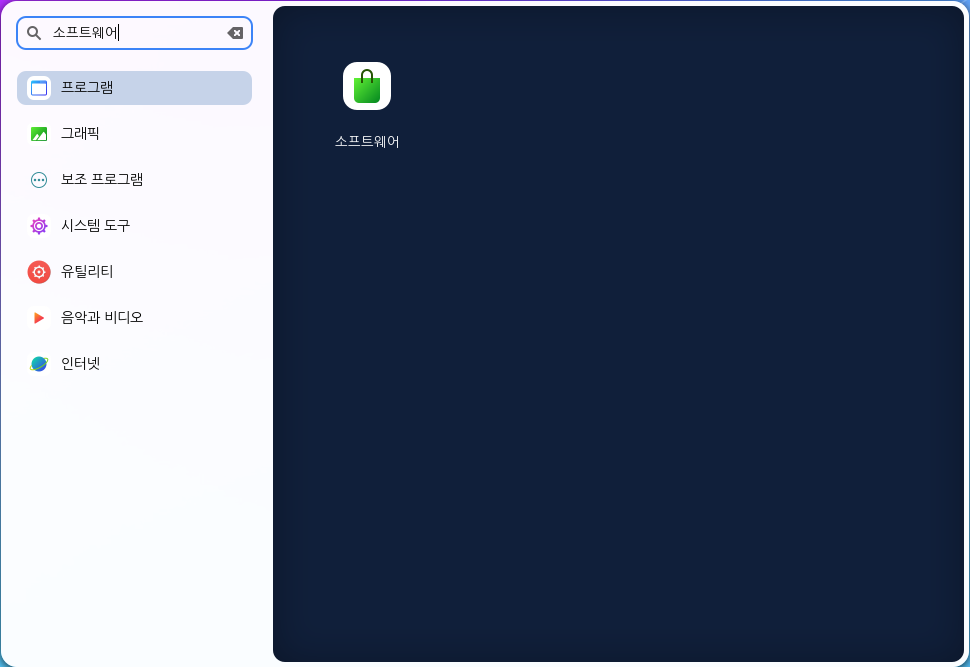 소프트웨어
프로그램
그래픽
보조 프로그램
시스템 도구
유틸리티
음악과 비디오
인터넷
소프트웨어